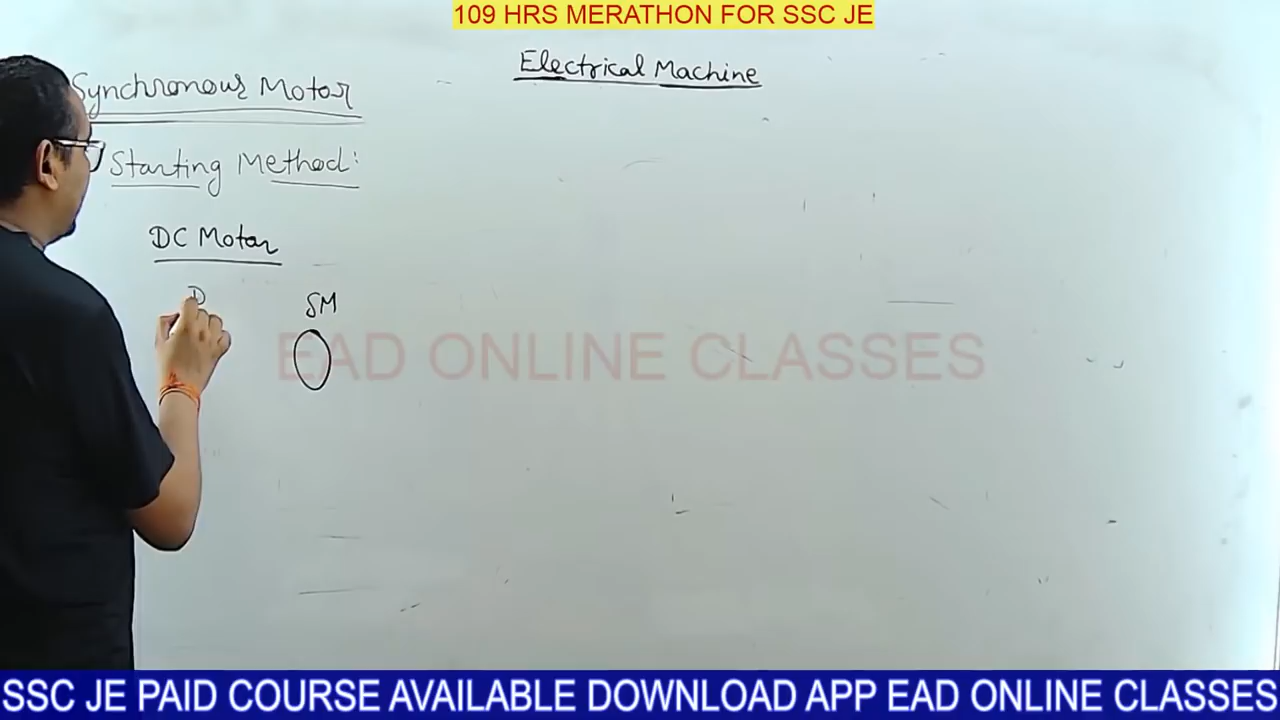 109 HRS MERATHON FOR SSC JE
Electrical Machine
Synchronous Motor
Starting Method:
DC Motor
D
SM
EAD ONLINE CLASSES
SSC JE PAID COURSE AVAILABLE DOWNLOAD APP EAD ONLINE CLASSES